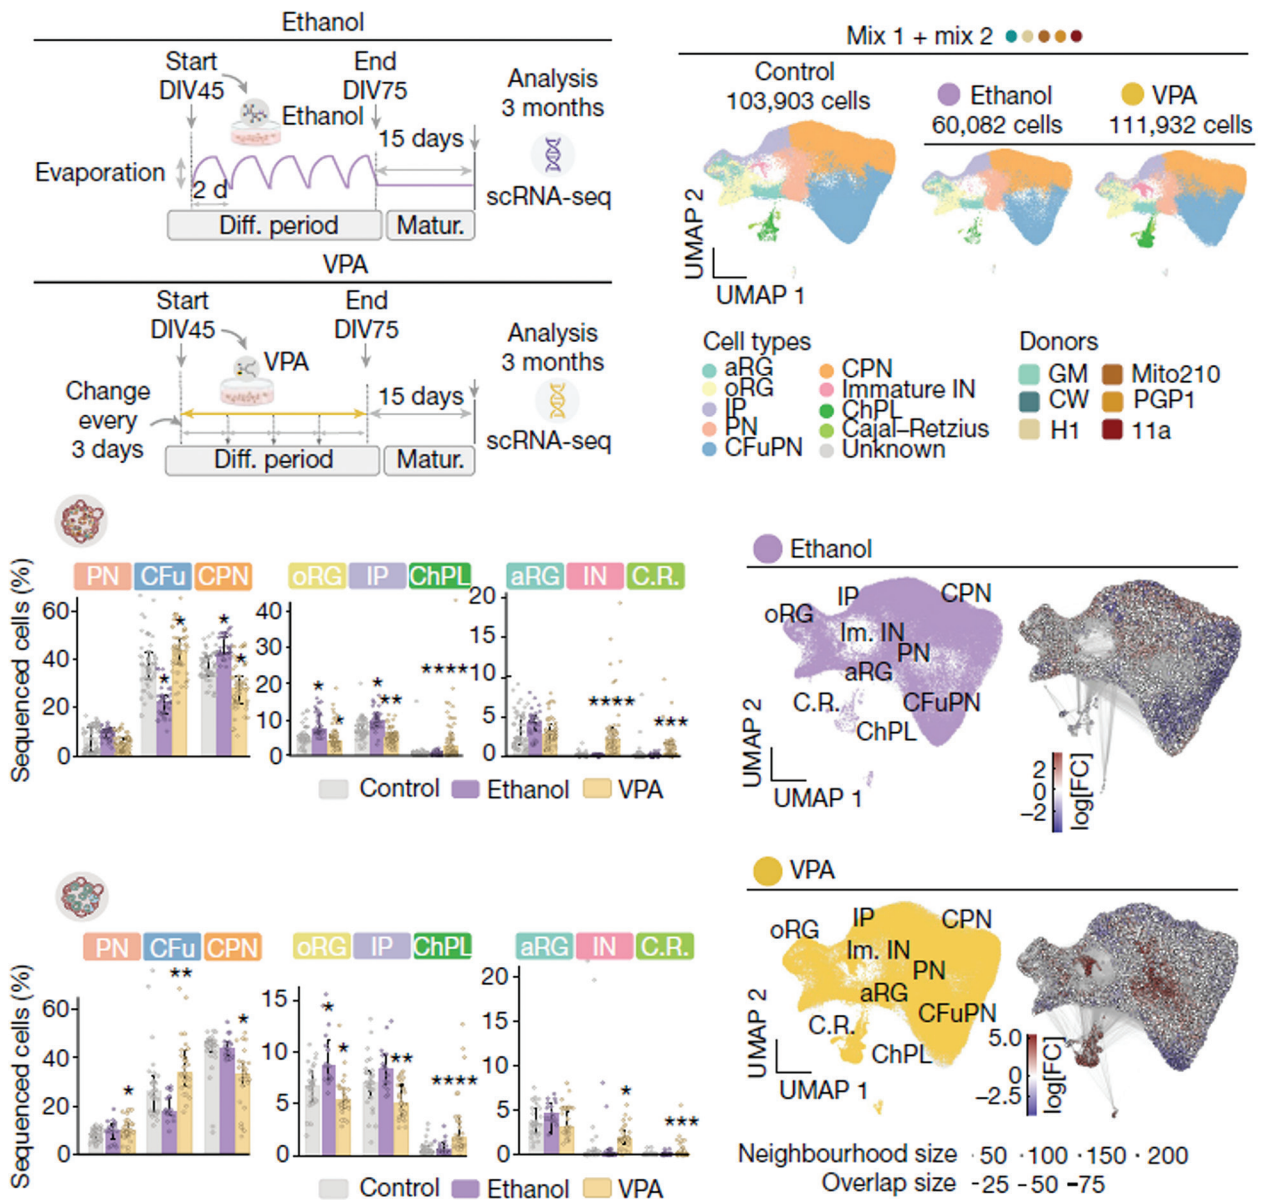 Ethanol
Start
DIV45
End
DIV75
Analysis
3 months
Ethanol
15 days
Evaporation
2 d
scRNA-seq
Diff. period
Matur.
VPA
Start
DIV45
End
DIV75
Analysis
3 months
VPA
Change
every
3 days
15 days
scRNA-seq
Diff. period
Matur.
Mix 1 + mix 2
Control
103,903 cells
Ethanol
60,082 cells
VPA
111,932 cells
UMAP 2
UMAP 1
Cell types
aRG
oRG
IP
PN
CFuPN
CPN
Immature IN
ChPL
Cajal–Retzius
Unknown
Donors
GM
CW
H1
Mito210
PGP1
11a
Sequenced cells (%)
PN CFu CPN
60
40
20
0
* * * *
oRG IP ChPL
40
30
20
10
0
* * * ** ****
aRG IN C.R.
20
15
10
5
0
**** ***
Control Ethanol VPA
Ethanol
IP
CPN
oRG
Im. IN
PN
aRG
C.R.
CFuPN
ChPL
UMAP 2
UMAP 1
2
0
−2
log[FC]
Sequenced cells (%)
PN CFu CPN
60
40
20
0
* ** *
oRG IP ChPL
15
10
5
0
* * ** ****
aRG IN C.R.
20
15
10
5
0
* ***
Control Ethanol VPA
VPA
oRG
IP
CPN
Im. IN
PN
aRG
CFuPN
C.R.
ChPL
UMAP 2
UMAP 1
5.0
0
−2.5
log[FC]
Neighbourhood size · 50 · 100 · 150 · 200
Overlap size -25 -50 -75